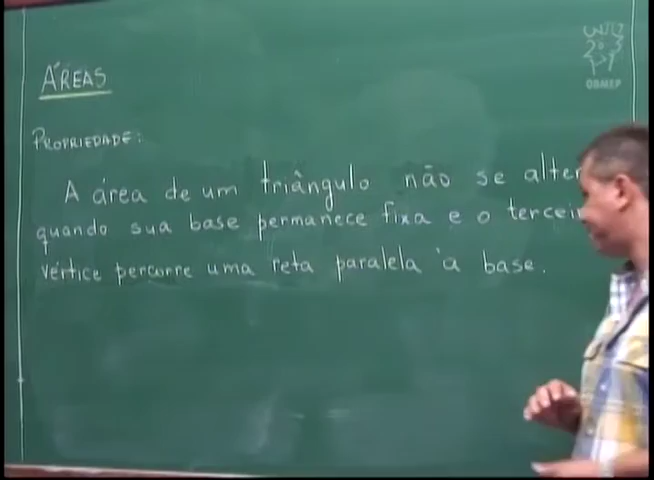 ÁREAS
OBMEP
PROPRIEDADE:
A área de um triângulo não se alter
quando sua base permanece fixa e o tercei
vértice percorre uma reta paralela à base.